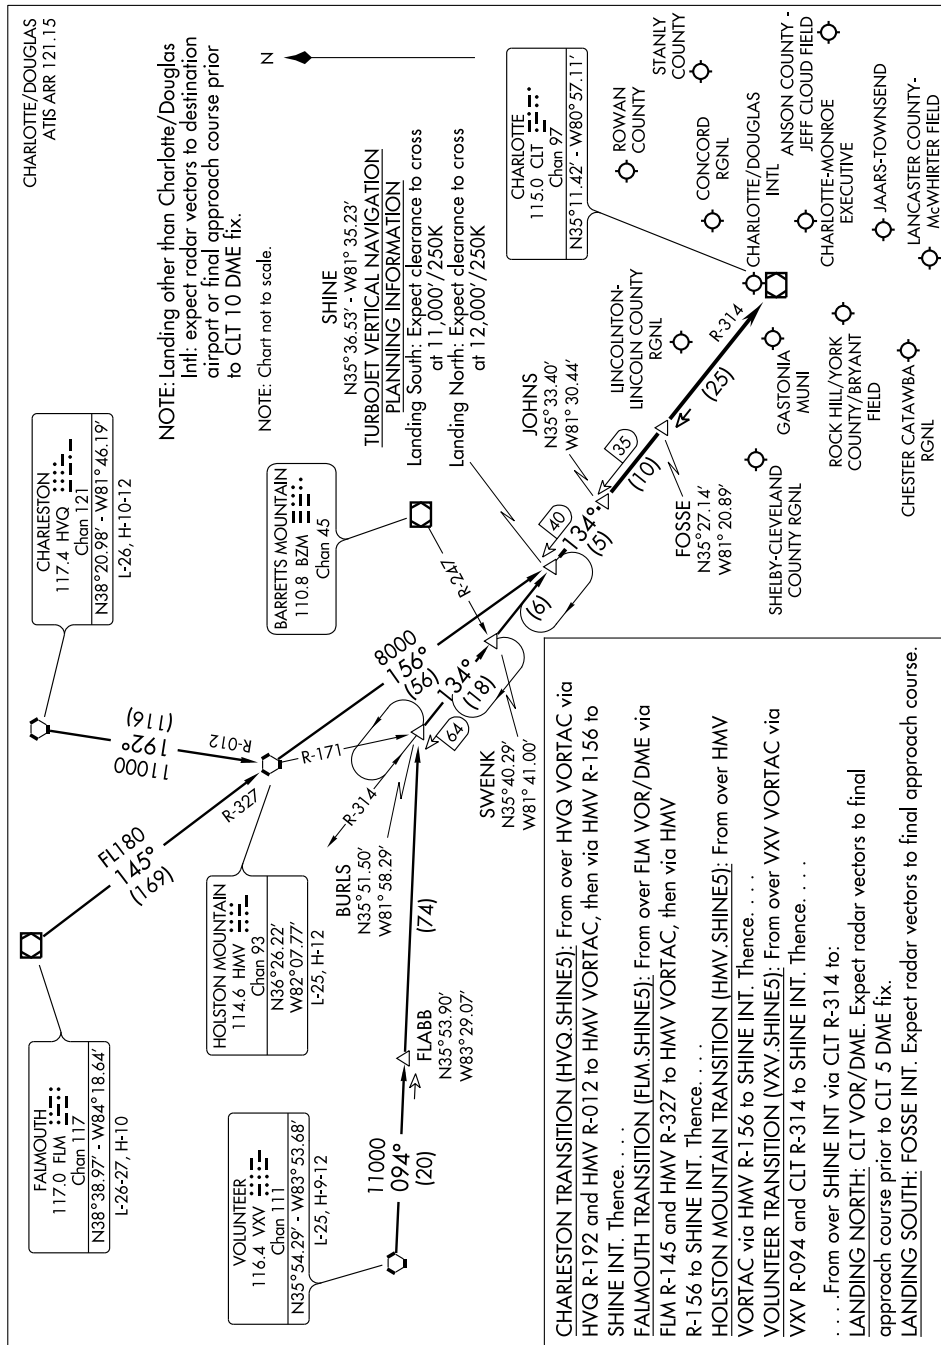 CHARLOTTE/DOUGLAS
ATIS ARR 121.15
NOTE: Landing other than Charlotte/Douglas
Intl: expect radar vectors to destination
airport or final approach course prior
to CLT 10 DME fix.
NOTE: Chart not to scale.
N
SHINE
N35°36.53' - W81°35.23'
TURBOJET VERTICAL NAVIGATION
PLANNING INFORMATION
Landing South: Expect clearance to cross
at 11,000'/250K
Landing North: Expect clearance to cross
at 12,000'/250K
FALMOUTH
117.0 FLM
Chan 117
N38°38.97' - W84°18.64'
L-26-27, H-10
CHARLESTON
117.4 HVQ
Chan 121
N38°20.98' - W81°46.19'
L-26, H-10-12
FL180
145°
(169)
R-327
11000
192°
(116)
R-012
HOLSTON MOUNTAIN
114.6 HMV
Chan 93
N36°26.22'
W82°07.77'
L-25, H-12
BARRETTS MOUNTAIN
110.8 BZM
Chan 45
R-247
8000
156°
(56)
R-171
R-314
VOLUNTEER
116.4 VXV
Chan 111
N35°54.29' - W83°53.68'
L-25, H-9-12
11000
094°
(20)
FLABB
N35°53.90'
W83°29.07'
(74)
BURLS
N35°51.50'
W81°58.29'
64
134°
(18)
SWENK
N35°40.29'
W81°41.00'
(6)
40
134°
(5)
JOHNS
N35°33.40'
W81°30.44'
35
(10)
FOSSE
N35°27.14'
W81°20.89'
(25)
R-314
CHARLOTTE
115.0 CLT
Chan 97
N35°11.42' - W80°57.11'
STANLY
COUNTY
ROWAN
COUNTY
CONCORD
RGNL
CHARLOTTE/DOUGLAS
INTL
ANSON COUNTY-
JEFF CLOUD FIELD
CHARLOTTE-MONROE
EXECUTIVE
JAARS-TOWNSEND
LANCASTER COUNTY-
McWHIRTER FIELD
LINCOLNTON-
LINCOLN COUNTY
RGNL
GASTONIA
MUNI
SHELBY-CLEVELAND
COUNTY RGNL
ROCK HILL/YORK
COUNTY/BRYANT
FIELD
CHESTER CATAWBA
RGNL
CHARLESTON TRANSITION (HVQ.SHINE5): From over HVQ VORTAC via
HVQ R-192 and HMV R-012 to HMV VORTAC, then via HMV R-156 to
SHINE INT. Thence. . . .
FALMOUTH TRANSITION (FLM.SHINE5): From over FLM VOR/DME via
FLM R-145 and HMV R-327 to HMV VORTAC, then via HMV
R-156 to SHINE INT. Thence. . . .
HOLSTON MOUNTAIN TRANSITION (HMV.SHINE5): From over HMV
VORTAC via HMV R-156 to SHINE INT. Thence. . . .
VOLUNTEER TRANSITION (VXV.SHINE5): From over VXV VORTAC via
VXV R-094 and CLT R-314 to SHINE INT. Thence. . . .
. . . .From over SHINE INT via CLT R-314 to:
LANDING NORTH: CLT VOR/DME. Expect radar vectors to final
approach course prior to CLT 5 DME fix.
LANDING SOUTH: FOSSE INT. Expect radar vectors to final approach course.